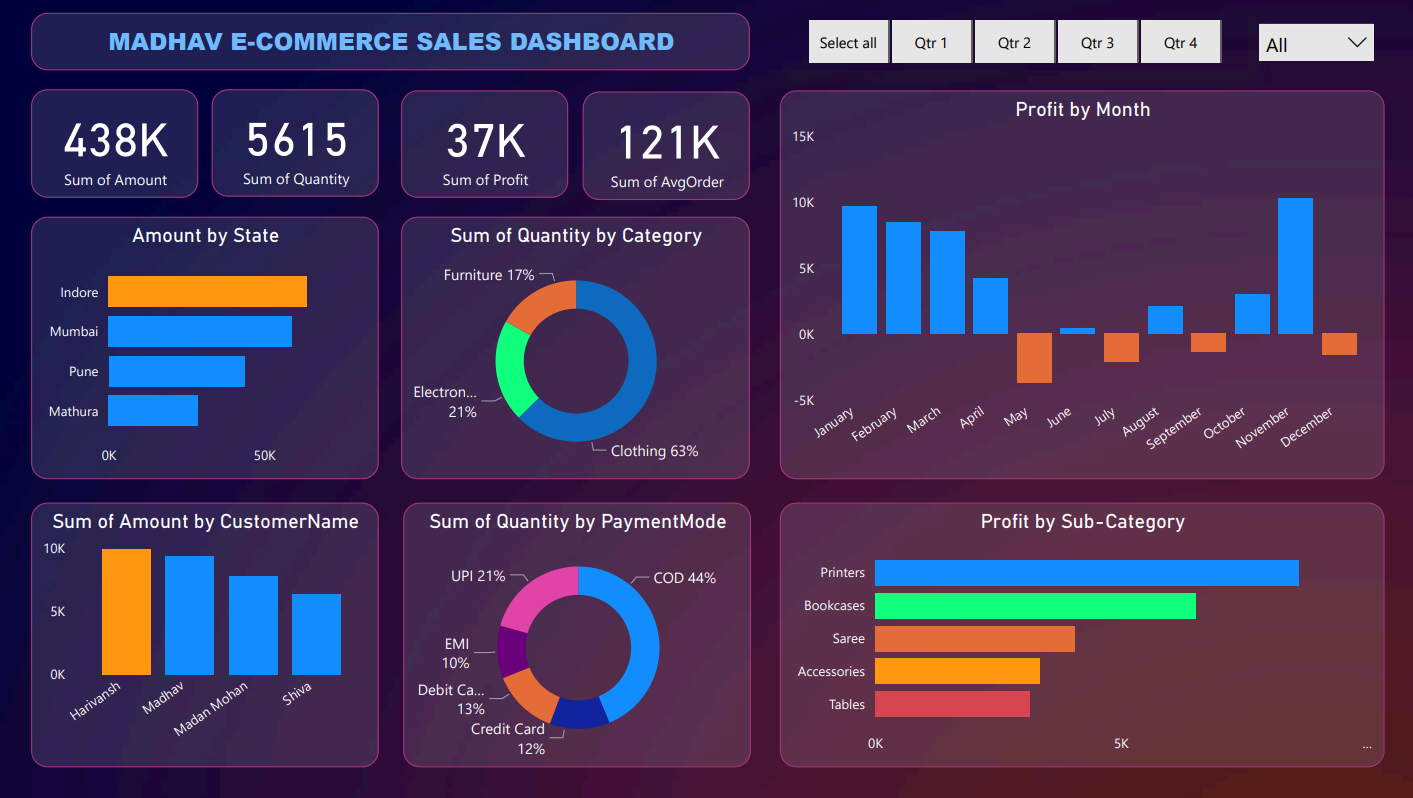 MADHAV E-COMMERCE SALES DASHBOARD
Select all
Qtr 1
Qtr 2
Qtr 3
Qtr 4
All
438K
Sum of Amount
5615
Sum of Quantity
37K
Sum of Profit
121K
Sum of AvgOrder
Profit by Month
15K
10K
5K
0K
-5K
January
February
March
April
May
June
July
August
September
October
November
December
Amount by State
Indore
Mumbai
Pune
Mathura
0K
50K
Sum of Quantity by Category
Furniture 17%
Electron...
21%
Clothing 63%
Sum of Amount by CustomerName
10K
5K
0K
Harivansh
Madhav
Madan Mohan
Shiva
Sum of Quantity by PaymentMode
UPI 21%
COD 44%
EMI
10%
Debit Ca...
13%
Credit Card
12%
Profit by Sub-Category
Printers
Bookcases
Saree
Accessories
Tables
0K
5K
...